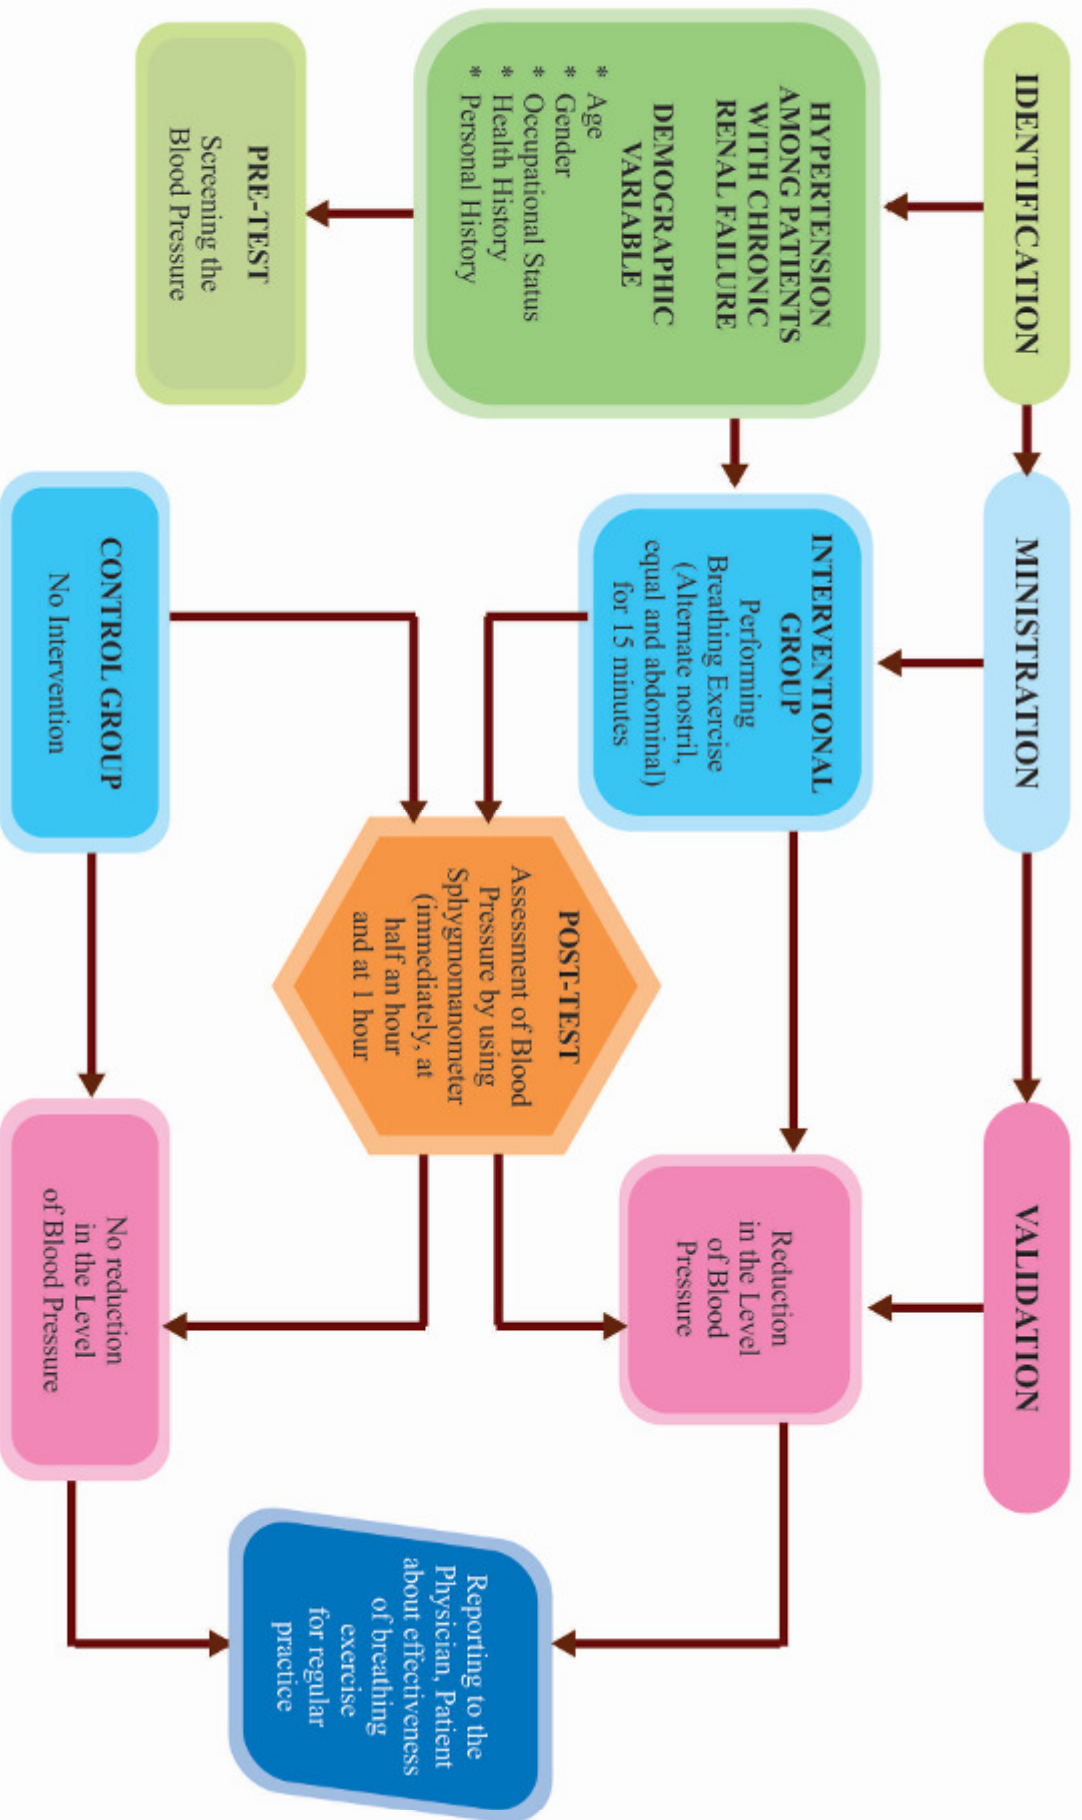 IDENTIFICATION
MINISTRATION
VALIDATION
HYPERTENSION
AMONG PATIENTS
WITH CHRONIC
RENAL FAILURE
DEMOGRAPHIC
VARIABLE
* Age
* Gender
* Occupational Status
* Health History
* Personal History
PRE-TEST
Screening the
Blood Pressure
INTERVENTIONAL
GROUP
Performing
Breathing Exercise
(Alternate nostril,
equal and abdominal)
for 15 minutes
CONTROL GROUP
No Intervention
POST-TEST
Assessment of Blood
Pressure by using
Sphygmomanometer
(immediately, at
half an hour
and at 1 hour
Reduction
in the Level
of Blood
Pressure
No reduction
in the Level
of Blood Pressure
Reporting to the
Physician, Patient
about effectiveness
of breathing
exercise
for regular
practice